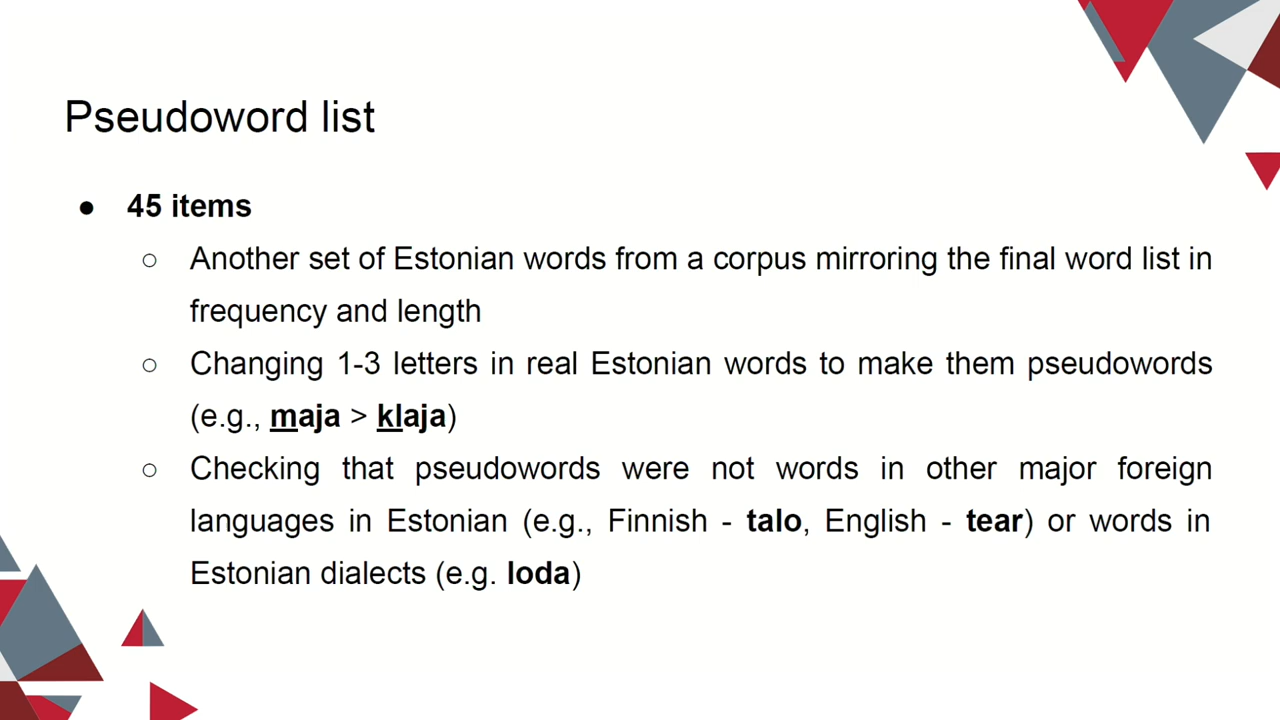 Pseudoword list
● 45 items
○ Another set of Estonian words from a corpus mirroring the final word list in
frequency and length
○ Changing 1-3 letters in real Estonian words to make them pseudowords
(e.g., maja > klaja)
○ Checking that pseudowords were not words in other major foreign
languages in Estonian (e.g., Finnish - talo, English - tear) or words in
Estonian dialects (e.g. loda)